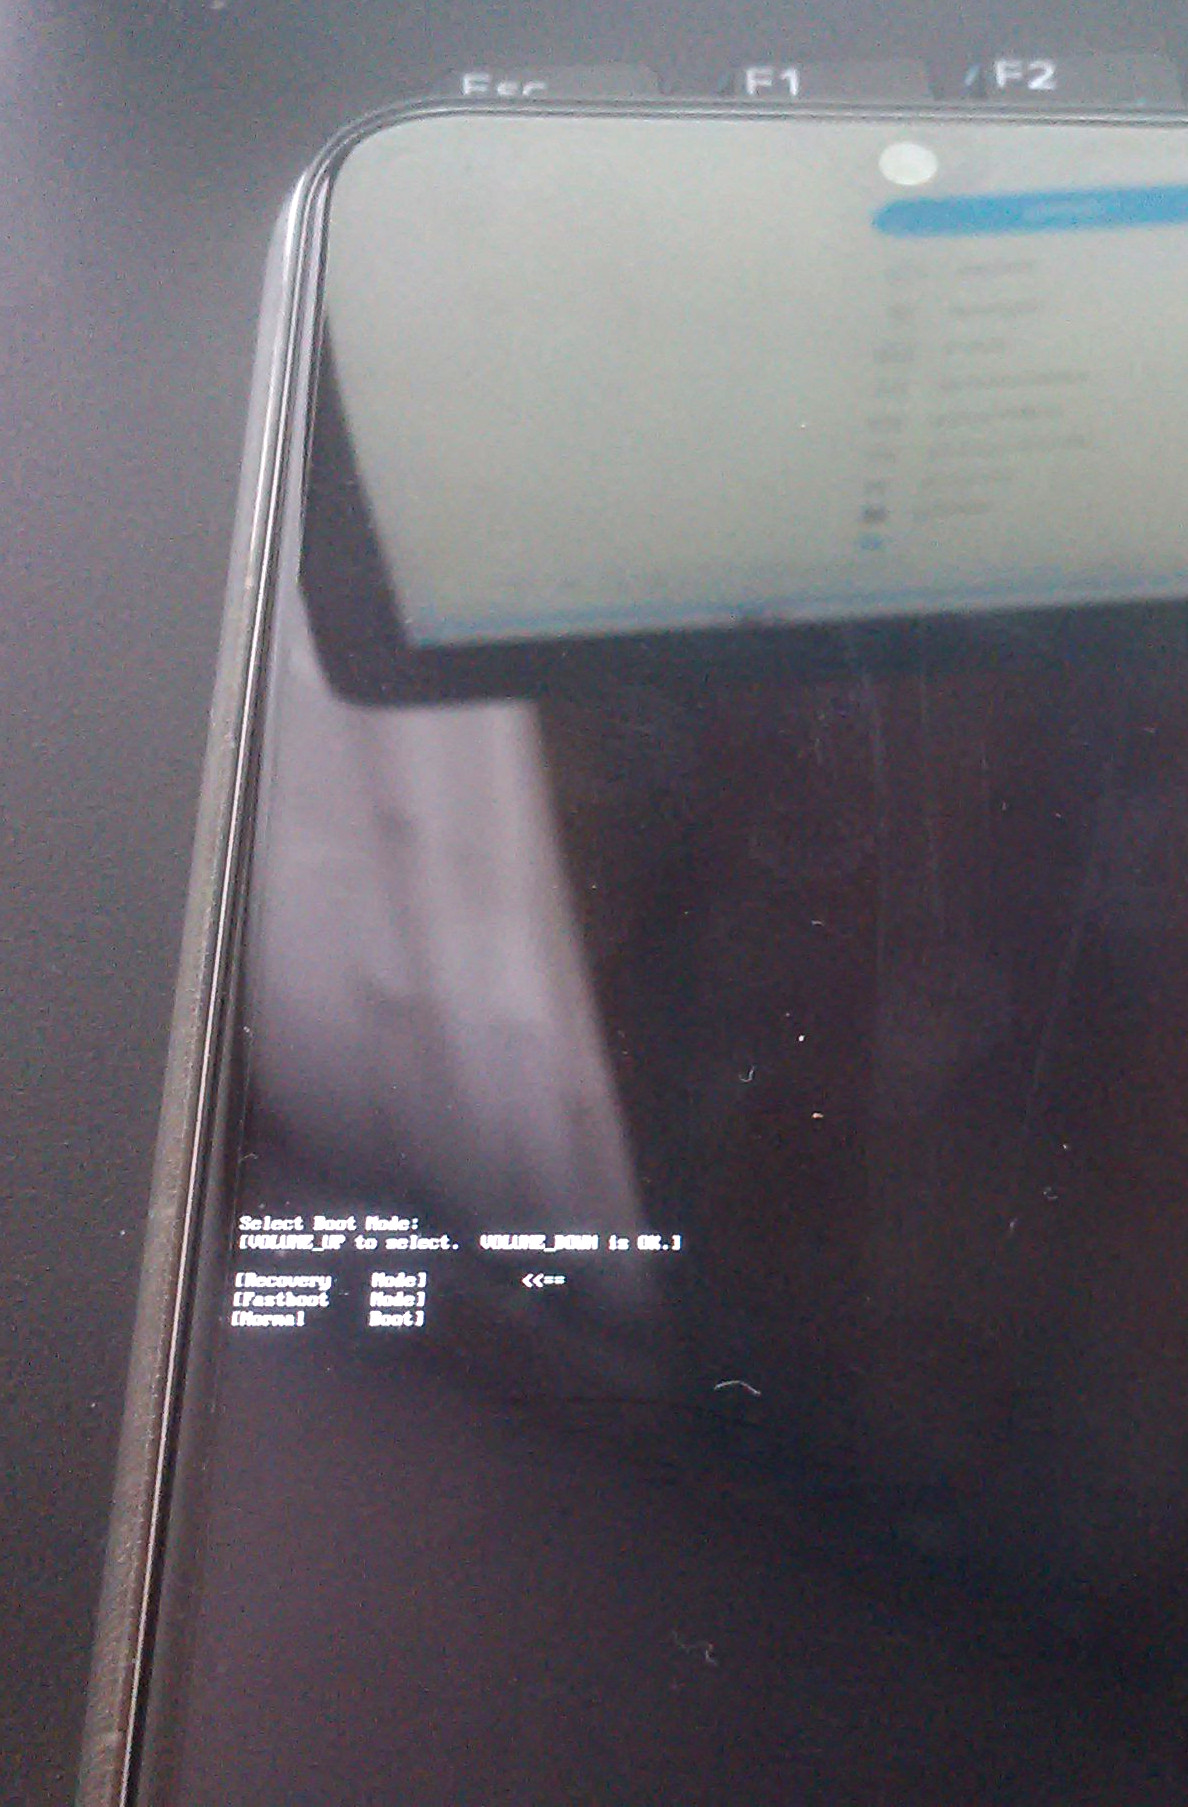 Esc F1 F2
Select Boot Mode:
[VOLUME_UP to select.  VOLUME_DOWN is OK.]
[Recovery    Mode]        <<==
[Fastboot    Mode]
[Normal      Boot]